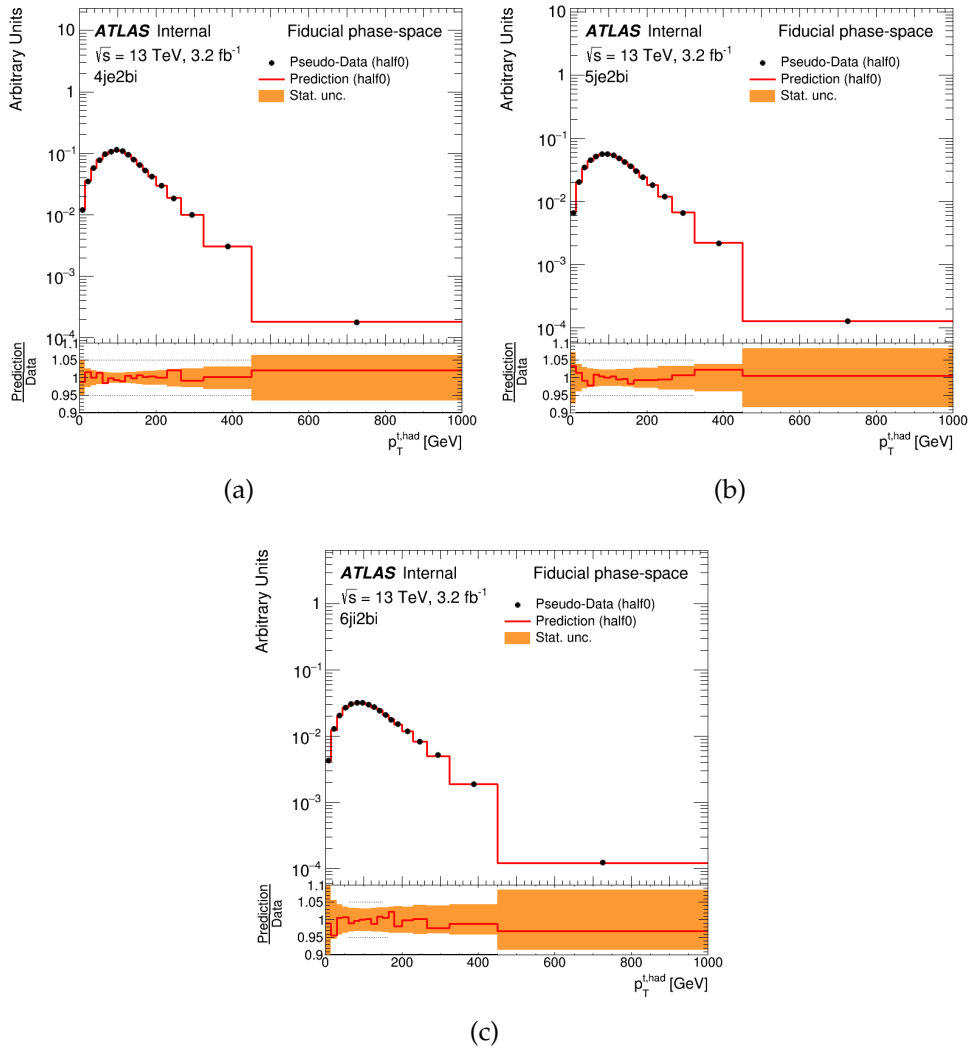 ATLAS Internal
√s = 13 TeV, 3.2 fb⁻¹
4je2bi
Fiducial phase-space
Pseudo-Data (half0)
Prediction (half0)
Stat. unc.
Arbitrary Units
10
1
10⁻¹
10⁻²
10⁻³
10⁻⁴
Prediction
Data
1.1
1.05
1
0.95
0.9
0 200 400 600 800 1000
p_T^{t,had} [GeV]
(a)
ATLAS Internal
√s = 13 TeV, 3.2 fb⁻¹
5je2bi
Fiducial phase-space
Pseudo-Data (half0)
Prediction (half0)
Stat. unc.
Arbitrary Units
10
1
10⁻¹
10⁻²
10⁻³
10⁻⁴
Prediction
Data
1.1
1.05
1
0.95
0.9
0 200 400 600 800 1000
p_T^{t,had} [GeV]
(b)
ATLAS Internal
√s = 13 TeV, 3.2 fb⁻¹
6ji2bi
Fiducial phase-space
Pseudo-Data (half0)
Prediction (half0)
Stat. unc.
Arbitrary Units
1
10⁻¹
10⁻²
10⁻³
10⁻⁴
Prediction
Data
1.1
1.05
1
0.95
0.9
0 200 400 600 800 1000
p_T^{t,had} [GeV]
(c)